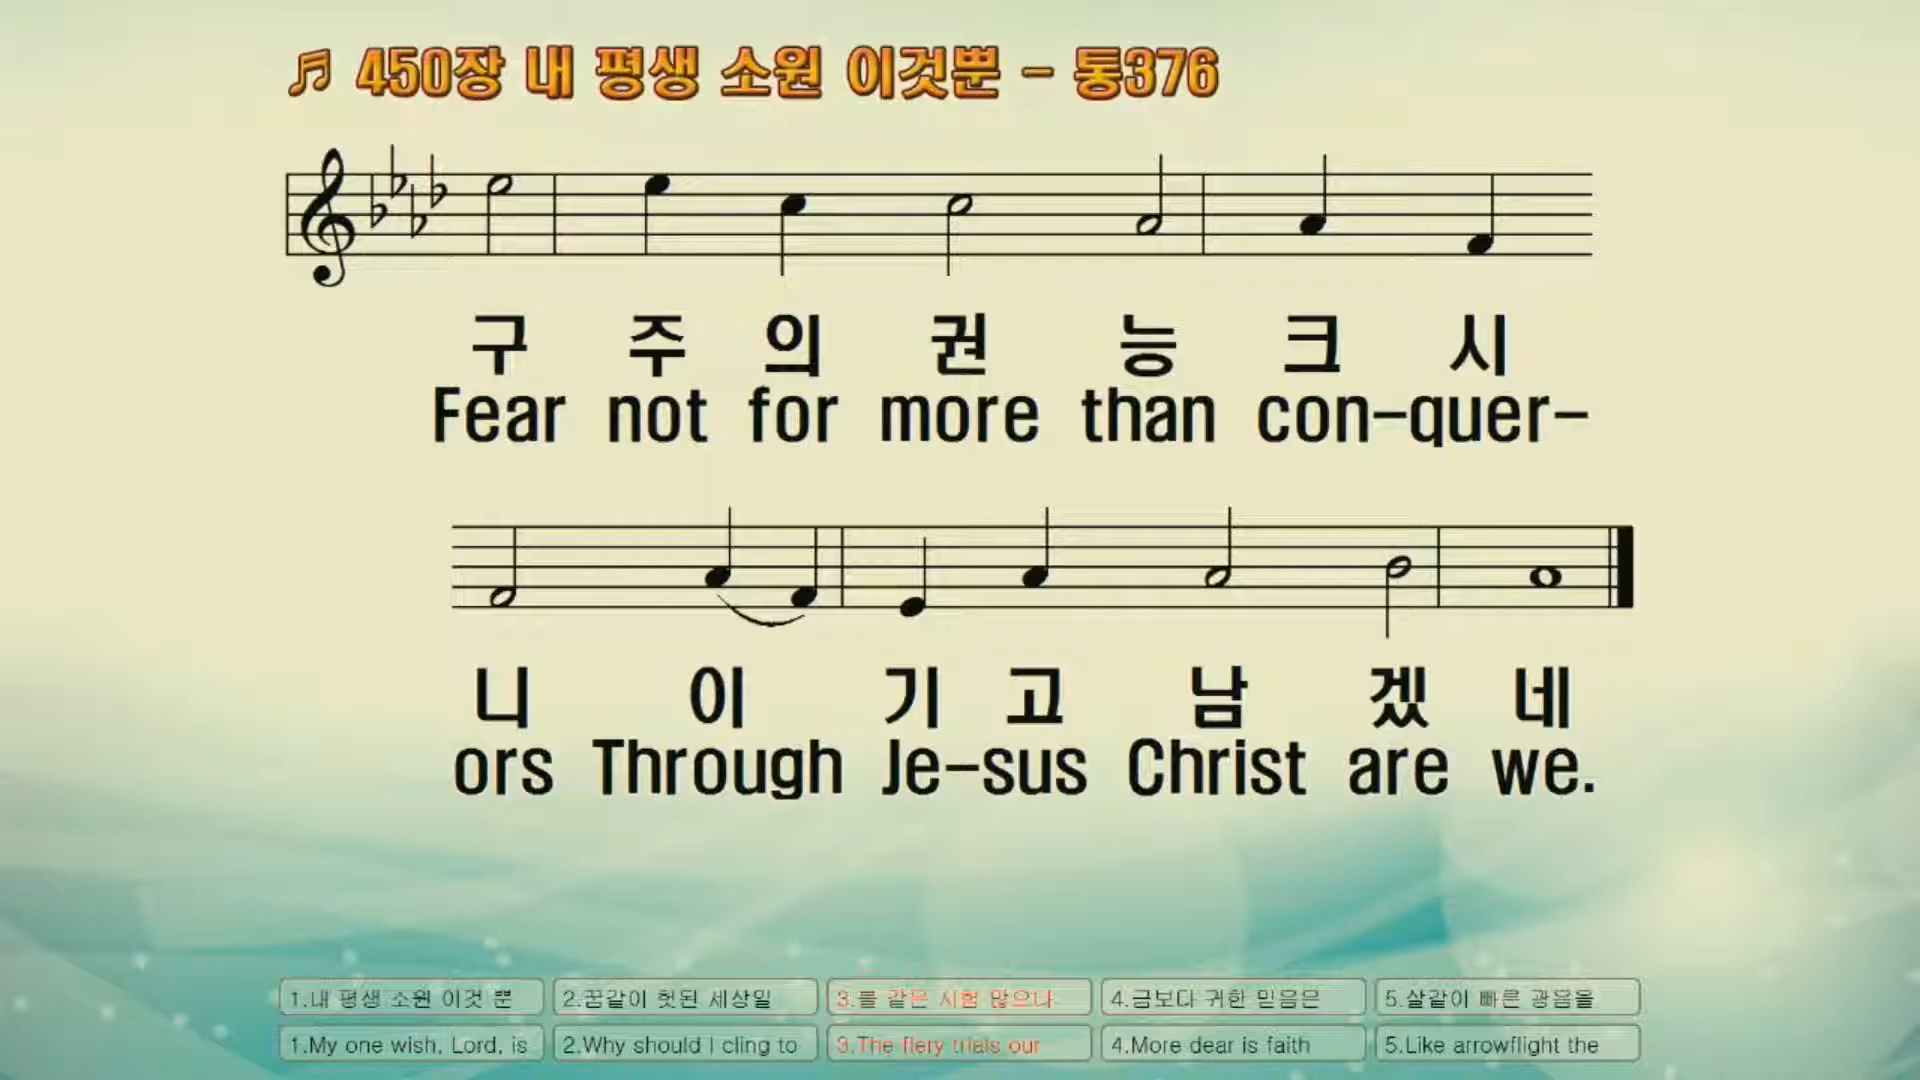 ♬ 450장 내 평생 소원 이것뿐 - 통376
구 주 의 권 능 크 시
Fear not for more than con-quer-
니 이 기 고 남 겠 네
ors Through Je-sus Christ are we.
1.내 평생 소원 이것 뿐 2.꿈같이 헛된 세상일 3.불 같은 시험 많으나 4.금보다 귀한 믿음은 5.살같이 빠른 광음을
1.My one wish, Lord, is 2.Why should I cling to 3.The fiery trials our 4.More dear is faith 5.Like arrowflight the